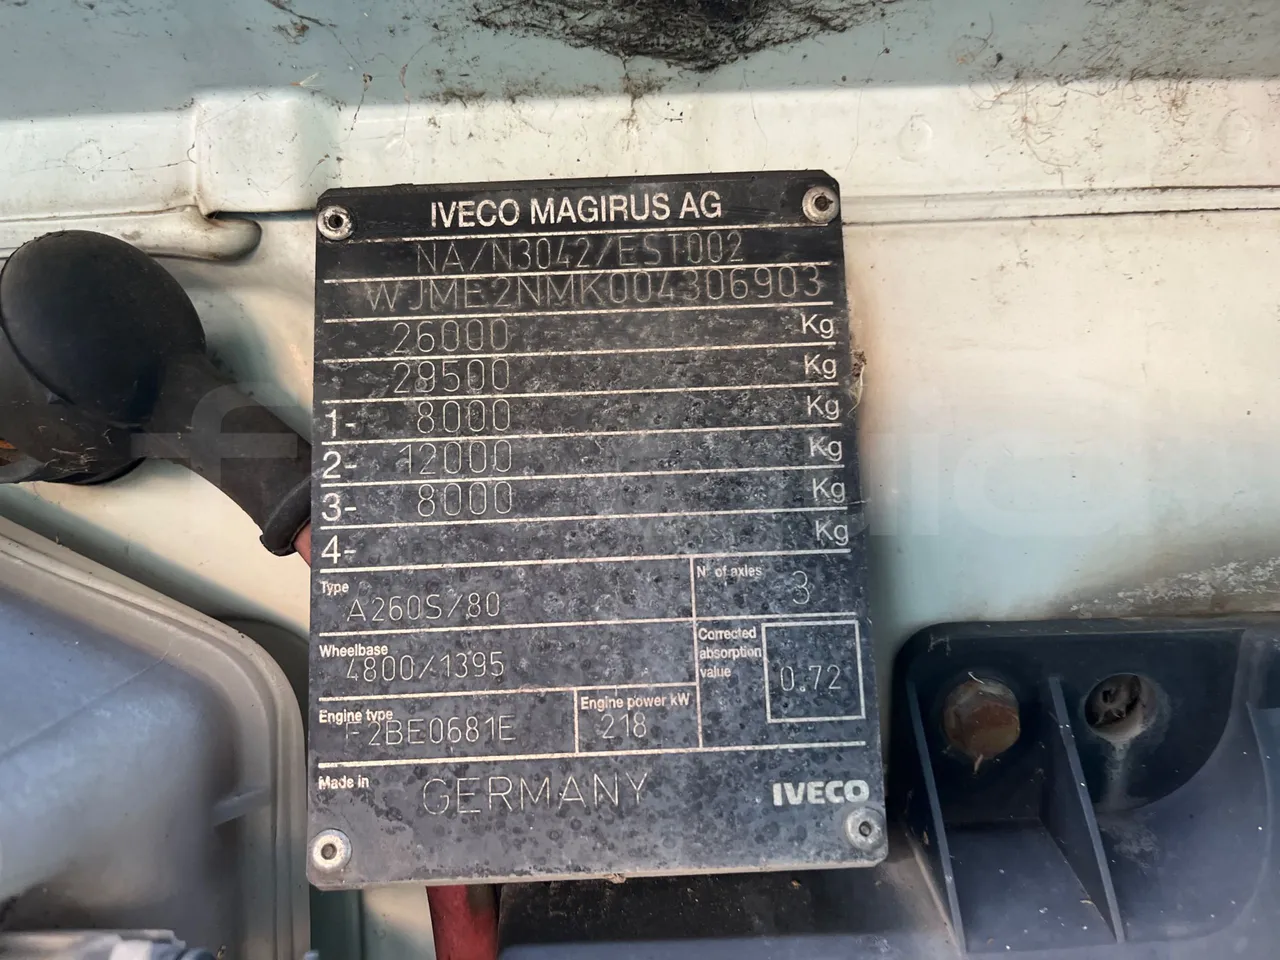 IVECO MAGIRUS AG
NA/N3042/EST002
WJME2NMK004306903
26000 Kg
29500 Kg
1- 8000 Kg
2- 12000 Kg
3- 8000 Kg
4- Kg
Type A260S/80
N° of axles 3
Wheelbase 4800/1395
Corrected
absorption
value
0.72
Engine type F2BE0681E
Engine power kW 218
Made in GERMANY
IVECO